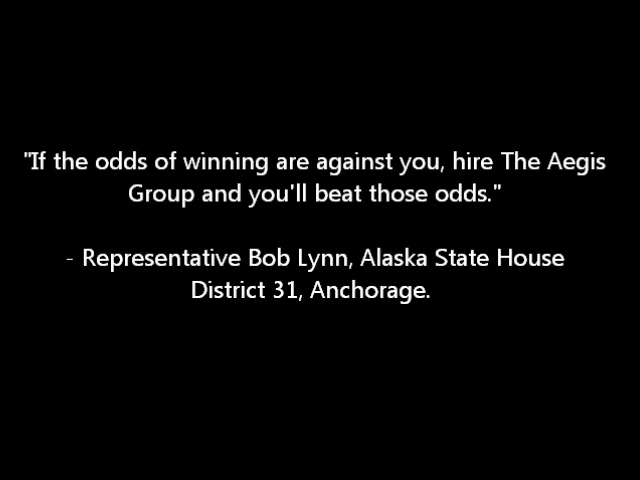 "If the odds of winning are against you, hire The Aegis
Group and you'll beat those odds."
- Representative Bob Lynn, Alaska State House
District 31, Anchorage.